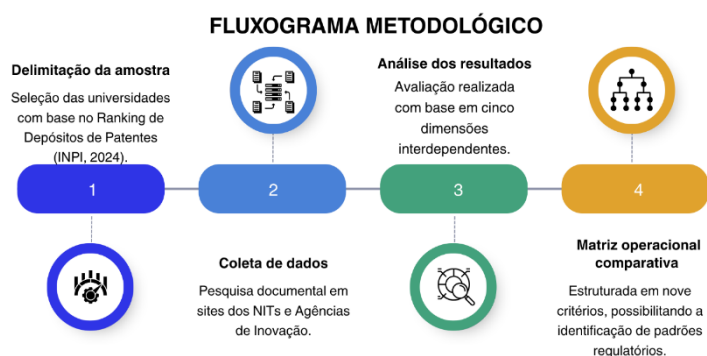 FLUXOGRAMA METODOLÓGICO
Delimitação da amostra
Seleção das universidades
com base no Ranking de
Depósitos de Patentes
(INPI, 2024).
1
2
Coleta de dados
Pesquisa documental em
sites dos NITs e Agências
de Inovação.
Análise dos resultados
Avaliação realizada
com base em cinco
dimensões
interdependentes.
3
4
Matriz operacional
comparativa
Estruturada em nove
critérios, possibilitando a
identificação de padrões
regulatórios.